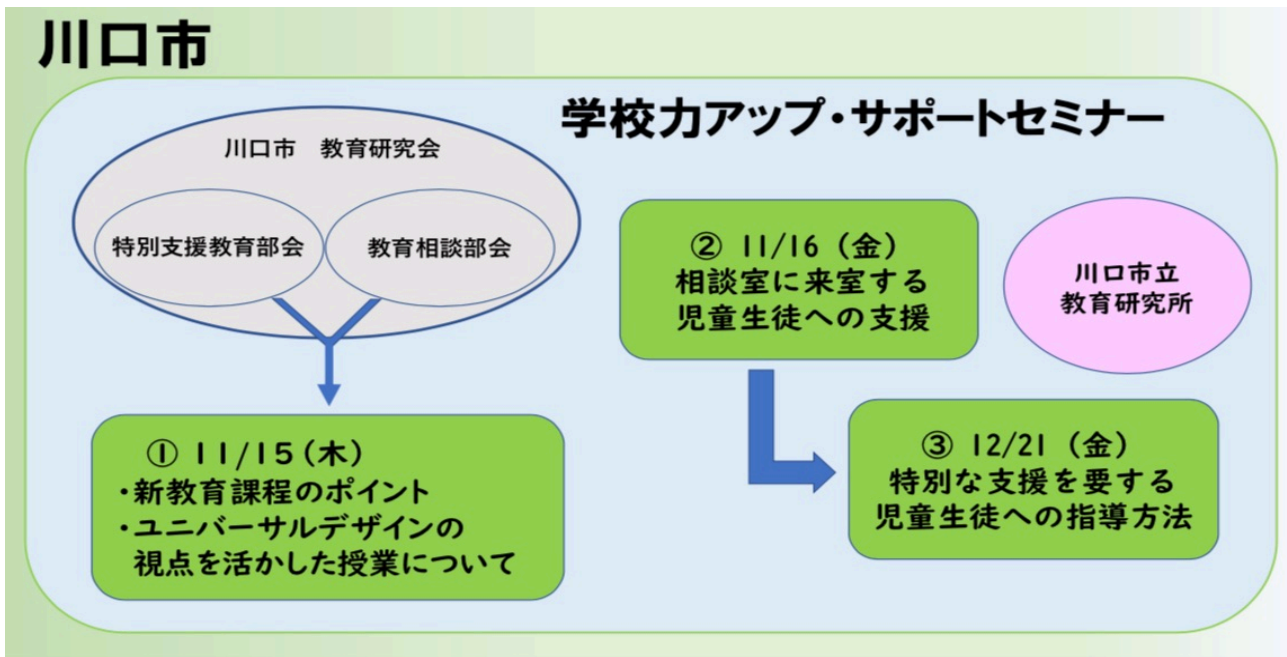 川口市
学校力アップ・サポートセミナー
川口市　教育研究会
特別支援教育部会
教育相談部会
① 11/15(木)
・新教育課程のポイント
・ユニバーサルデザインの
視点を活かした授業について
② 11/16（金）
相談室に来室する
児童生徒への支援
川口市立
教育研究所
③ 12/21（金）
特別な支援を要する
児童生徒への指導方法